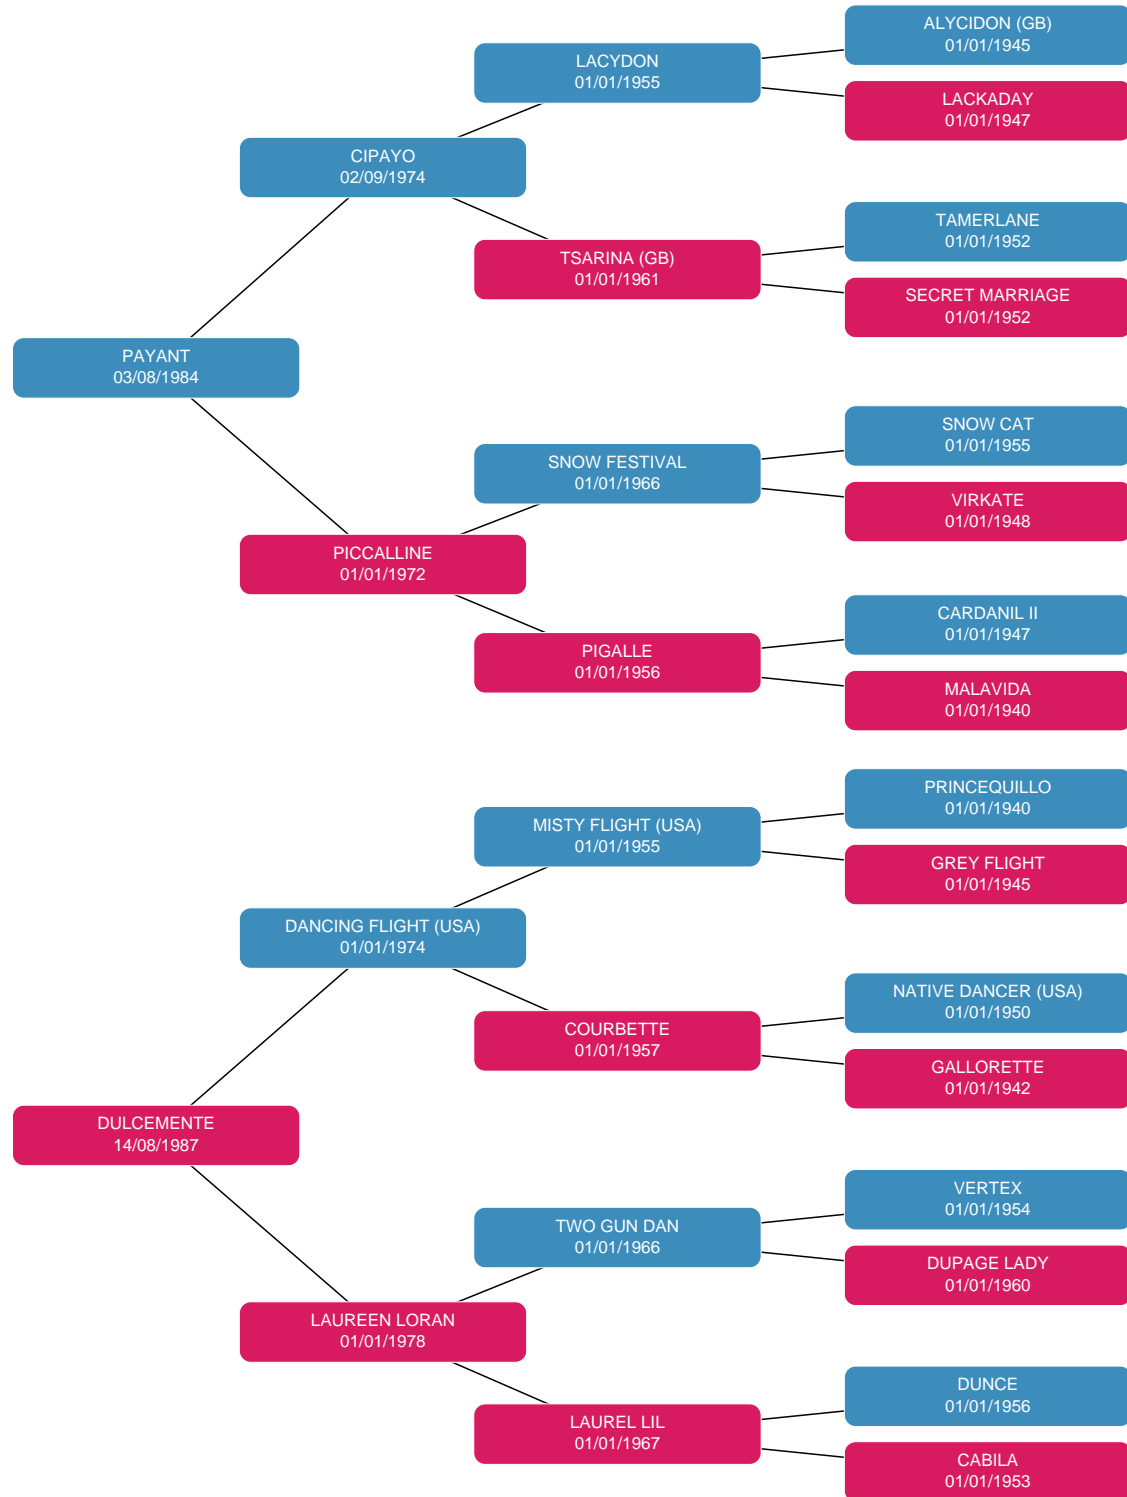 ALYCIDON (GB)
01/01/1945
LACYDON
01/01/1955
LACKADAY
01/01/1947
CIPAYO
02/09/1974
TAMERLANE
01/01/1952
TSARINA (GB)
01/01/1961
SECRET MARRIAGE
01/01/1952
PAYANT
03/08/1984
SNOW CAT
01/01/1955
SNOW FESTIVAL
01/01/1966
VIRKATE
01/01/1948
PICCALLINE
01/01/1972
CARDANIL II
01/01/1947
PIGALLE
01/01/1956
MALAVIDA
01/01/1940
PRINCEQUILLO
01/01/1940
MISTY FLIGHT (USA)
01/01/1955
GREY FLIGHT
01/01/1945
DANCING FLIGHT (USA)
01/01/1974
NATIVE DANCER (USA)
01/01/1950
COURBETTE
01/01/1957
GALLORETTE
01/01/1942
DULCEMENTE
14/08/1987
VERTEX
01/01/1954
TWO GUN DAN
01/01/1966
DUPAGE LADY
01/01/1960
LAUREEN LORAN
01/01/1978
DUNCE
01/01/1956
LAUREL LIL
01/01/1967
CABILA
01/01/1953